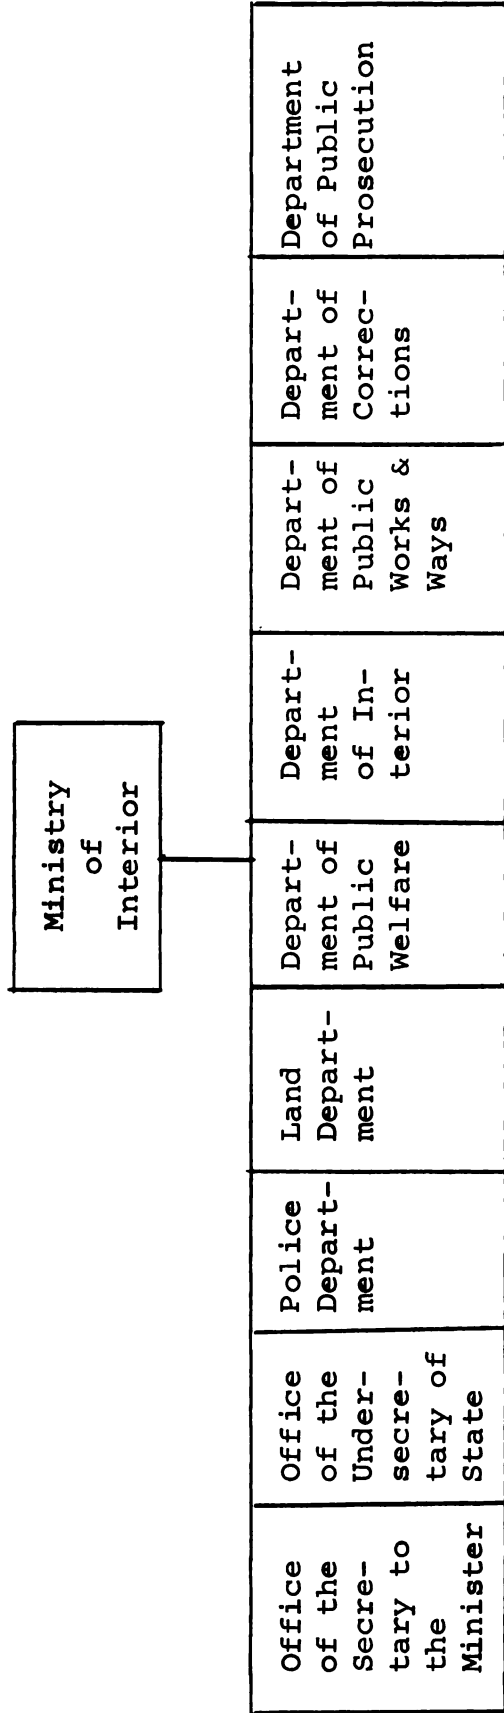 Ministry
of
Interior
Office
of the
Secre-
tary to
the
Minister
Office
of the
Under-
secre-
tary of
State
Police
Depart-
ment
Land
Depart-
ment
Depart-
ment of
Public
Welfare
Depart-
ment
of In-
terior
Depart-
ment of
Public
Works &
Ways
Depart-
ment of
Correc-
tions
Department
of Public
Prosecution